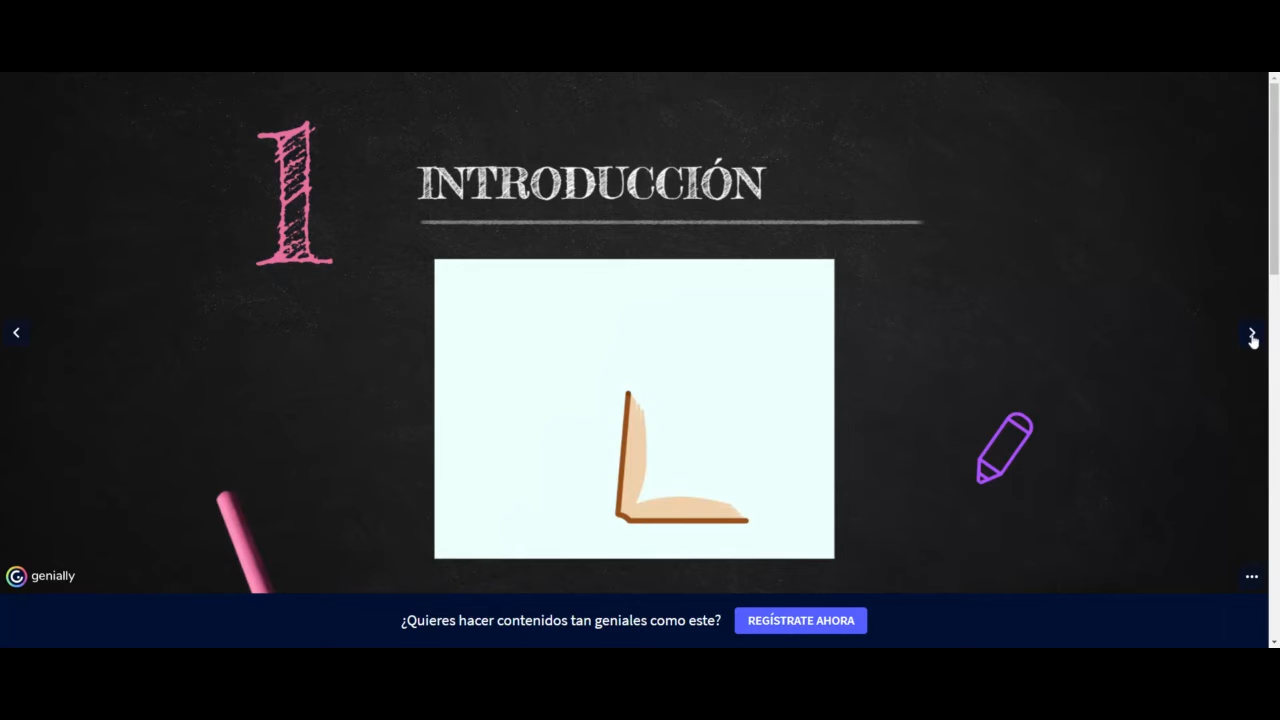 1
INTRODUCCIÓN
genially
¿Quieres hacer contenidos tan geniales como este?
REGÍSTRATE AHORA